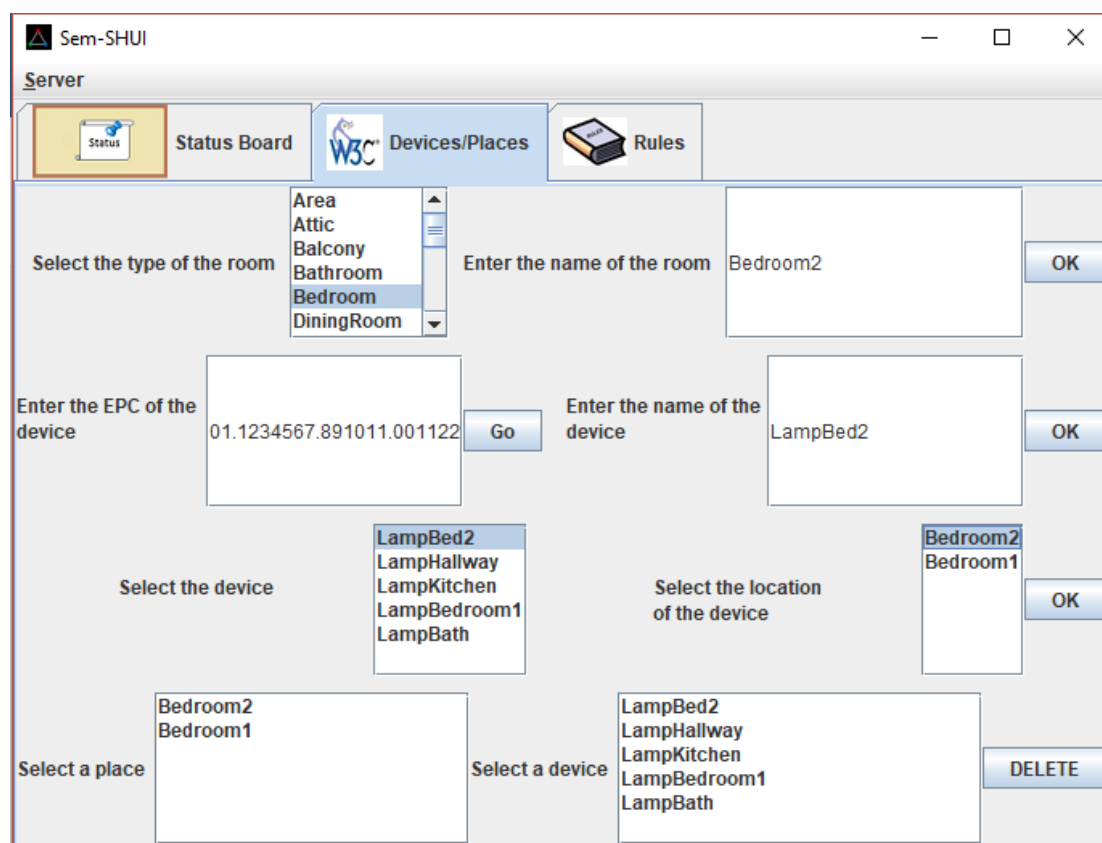 Sem-SHUI
Server
Status
Status Board
W3C
Devices/Places
RULES
Rules
Select the type of the room
Area
Attic
Balcony
Bathroom
Bedroom
DiningRoom
Enter the name of the room
Bedroom2
OK
Enter the EPC of the
device
01.1234567.891011.001122
Go
Enter the name of the
device
LampBed2
OK
Select the device
LampBed2
LampHallway
LampKitchen
LampBedroom1
LampBath
Select the location
of the device
Bedroom2
Bedroom1
OK
Select a place
Bedroom2
Bedroom1
Select a device
LampBed2
LampHallway
LampKitchen
LampBedroom1
LampBath
DELETE